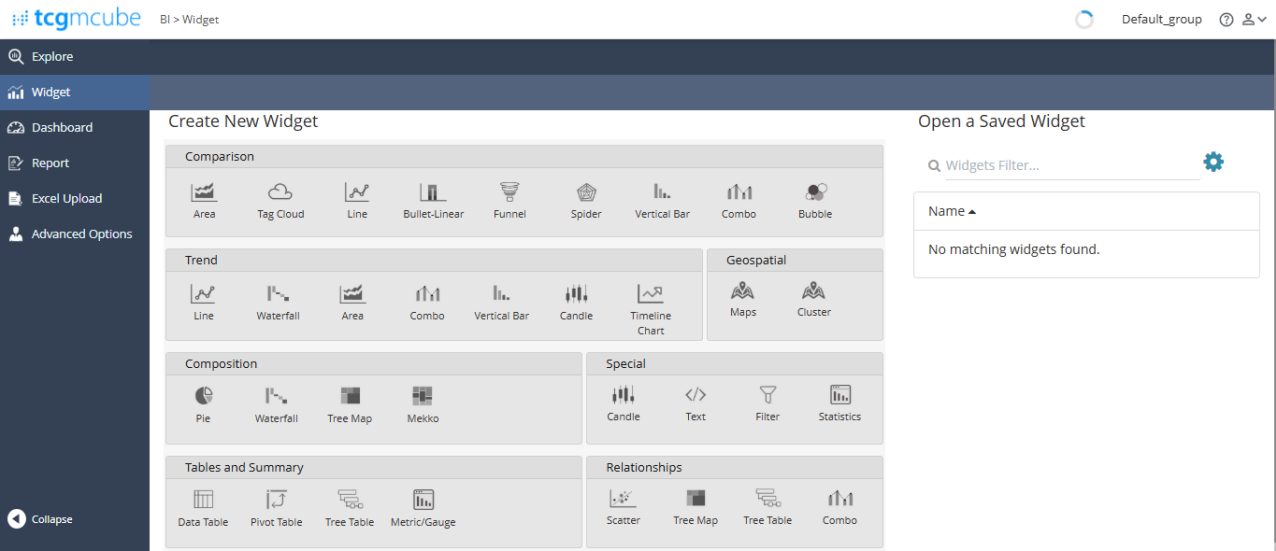 tcgmcube
BI > Widget
Default_group
Explore
Widget
Dashboard
Report
Excel Upload
Advanced Options
Collapse
Create New Widget
Comparison
Area
Tag Cloud
Line
Bullet-Linear
Funnel
Spider
Vertical Bar
Combo
Bubble
Trend
Line
Waterfall
Area
Combo
Vertical Bar
Candle
Timeline
Chart
Geospatial
Maps
Cluster
Composition
Pie
Waterfall
Tree Map
Mekko
Special
Candle
Text
Filter
Statistics
Tables and Summary
Data Table
Pivot Table
Tree Table
Metric/Gauge
Relationships
Scatter
Tree Map
Tree Table
Combo
Open a Saved Widget
Widgets Filter...
Name
No matching widgets found.